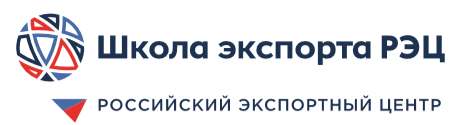 Школа экспорта РЭЦ
РОССИЙСКИЙ ЭКСПОРТНЫЙ ЦЕНТР